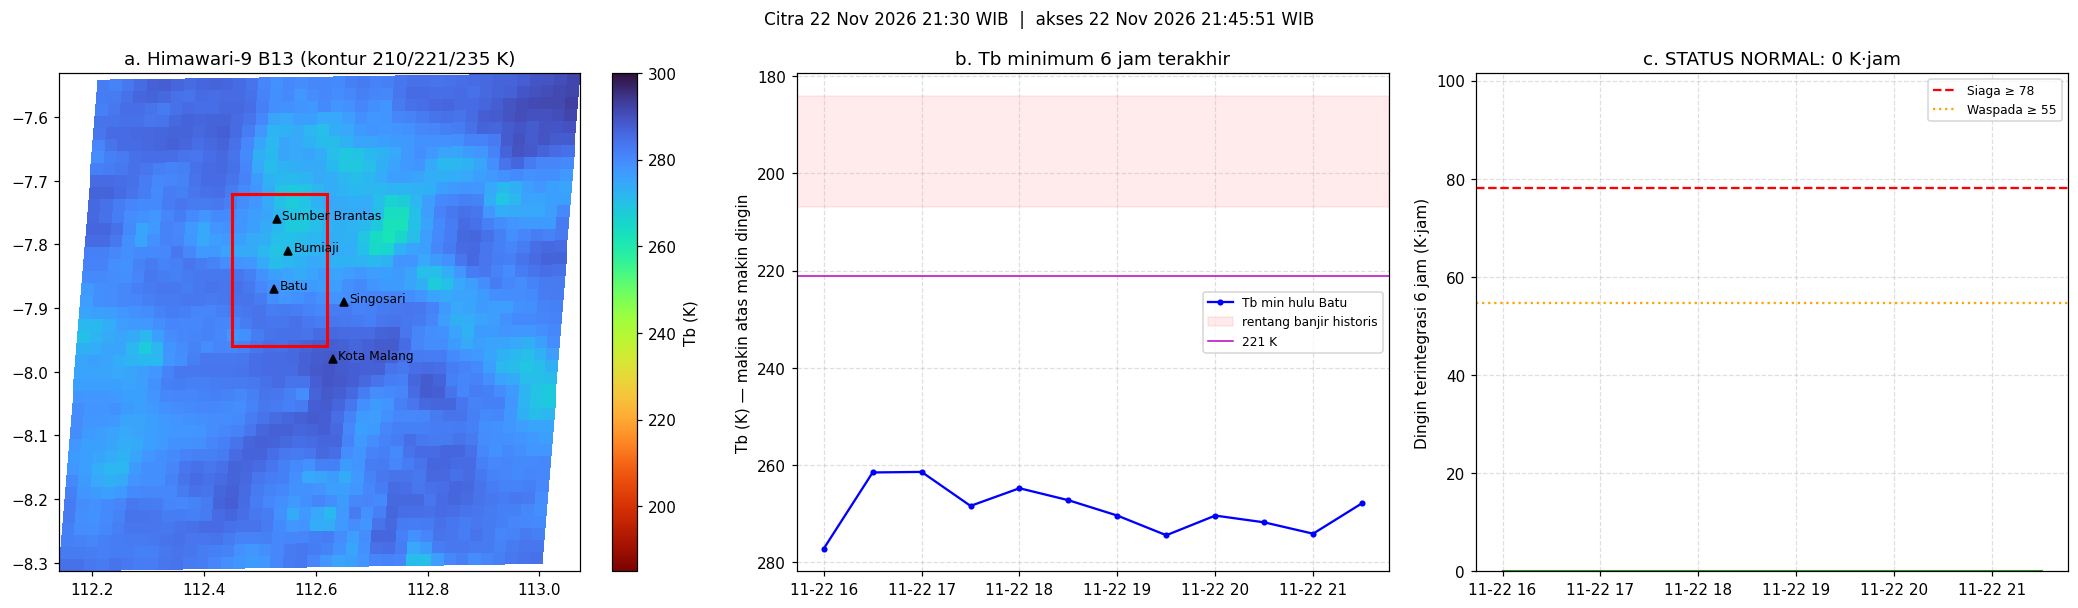 Citra 22 Nov 2026 21:30 WIB  |  akses 22 Nov 2026 21:45:51 WIB
a. Himawari-9 B13 (kontur 210/221/235 K)
−7.6
−7.7
−7.8
−7.9
−8.0
−8.1
−8.2
−8.3
112.2
112.4
112.6
112.8
113.0
Sumber Brantas
Bumiaji
Batu
Singosari
Kota Malang
300
280
260
240
220
200
Tb (K)
b. Tb minimum 6 jam terakhir
Tb (K) — makin atas makin dingin
180
200
220
240
260
280
Tb min hulu Batu
rentang banjir historis
221 K
11-22 16
11-22 17
11-22 18
11-22 19
11-22 20
11-22 21
c. STATUS NORMAL: 0 K·jam
Dingin terintegrasi 6 jam (K·jam)
100
80
60
40
20
0
Siaga ≥ 78
Waspada ≥ 55
11-22 16
11-22 17
11-22 18
11-22 19
11-22 20
11-22 21